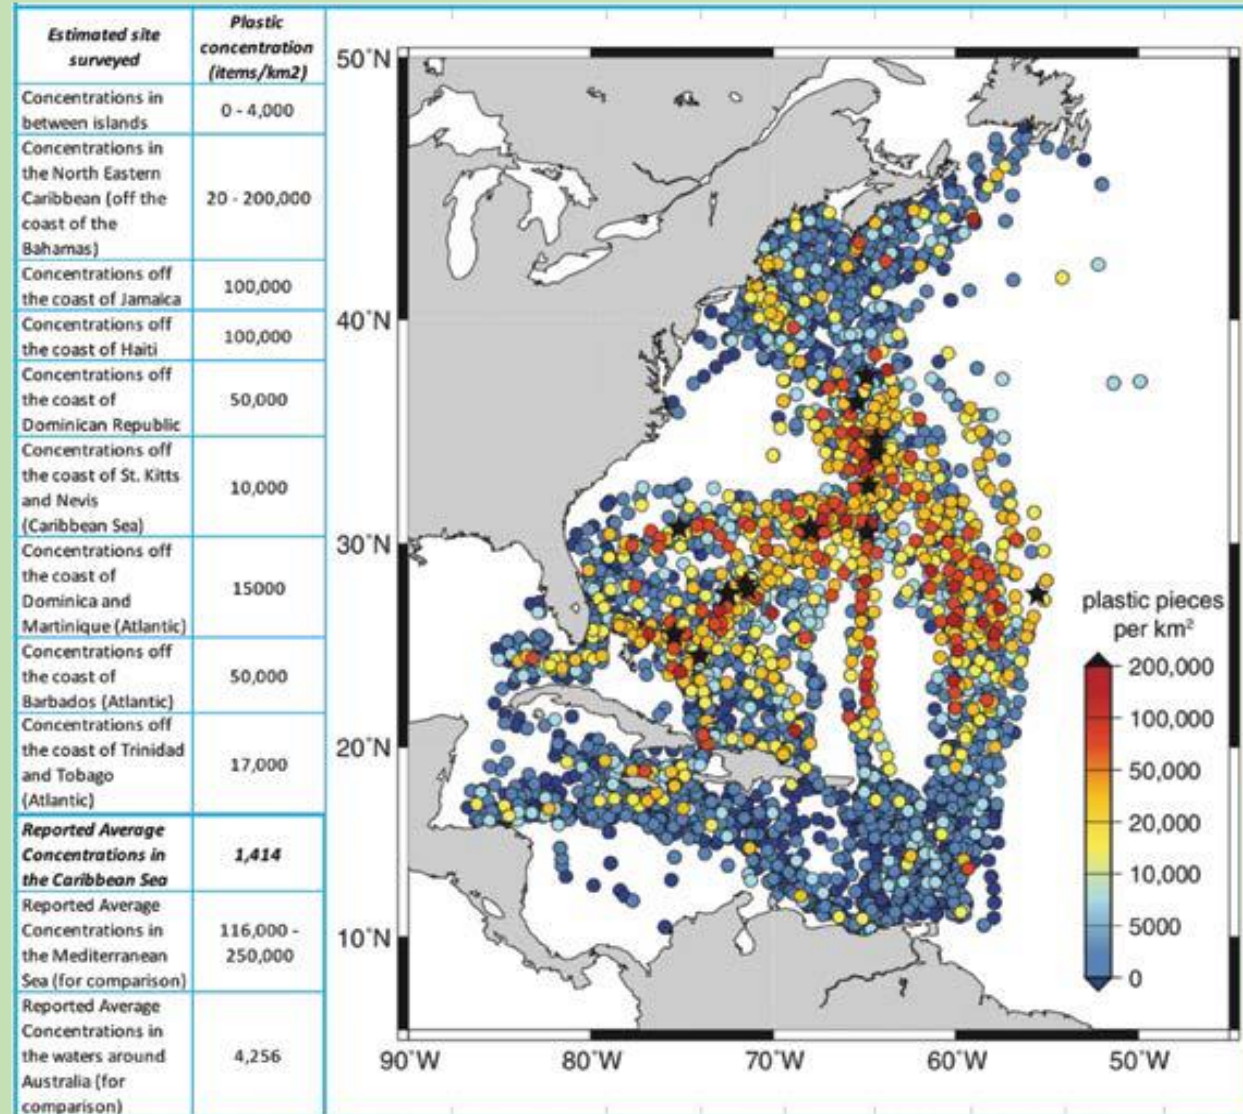 Estimated site
surveyed
Plastic
concentration
(items/km2)
Concentrations in
between islands
0 - 4,000
Concentrations in
the North Eastern
Caribbean (off the
coast of the
Bahamas)
20 - 200,000
Concentrations off
the coast of Jamaica
100,000
Concentrations off
the coast of Haiti
100,000
Concentrations off
the coast of
Dominican Republic
50,000
Concentrations off
the coast of St. Kitts
and Nevis
(Caribbean Sea)
10,000
Concentrations off
the coast of
Dominica and
Martinique (Atlantic)
15000
Concentrations off
the coast of
Barbados (Atlantic)
50,000
Concentrations off
the coast of Trinidad
and Tobago
(Atlantic)
17,000
Reported Average
Concentrations in
the Caribbean Sea
1,414
Reported Average
Concentrations in
the Mediterranean
Sea (for comparison)
116,000 -
250,000
Reported Average
Concentrations in
the waters around
Australia (for
comparison)
4,256
50°N
40°N
30°N
20°N
10°N
90°W
80°W
70°W
60°W
50°W
plastic pieces
per km²
200,000
100,000
50,000
20,000
10,000
5000
0